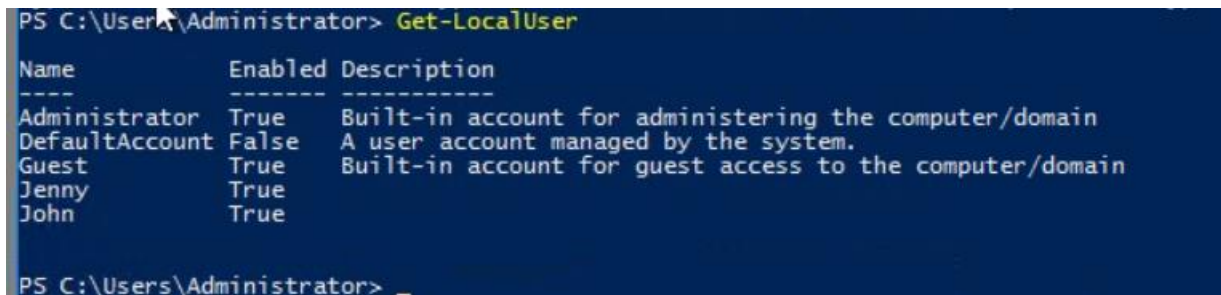 PS C:\Users\Administrator> Get-LocalUser
Name Enabled Description
---- ------- -----------
Administrator True Built-in account for administering the computer/domain
DefaultAccount False A user account managed by the system.
Guest True Built-in account for guest access to the computer/domain
Jenny True
John True
PS C:\Users\Administrator> _